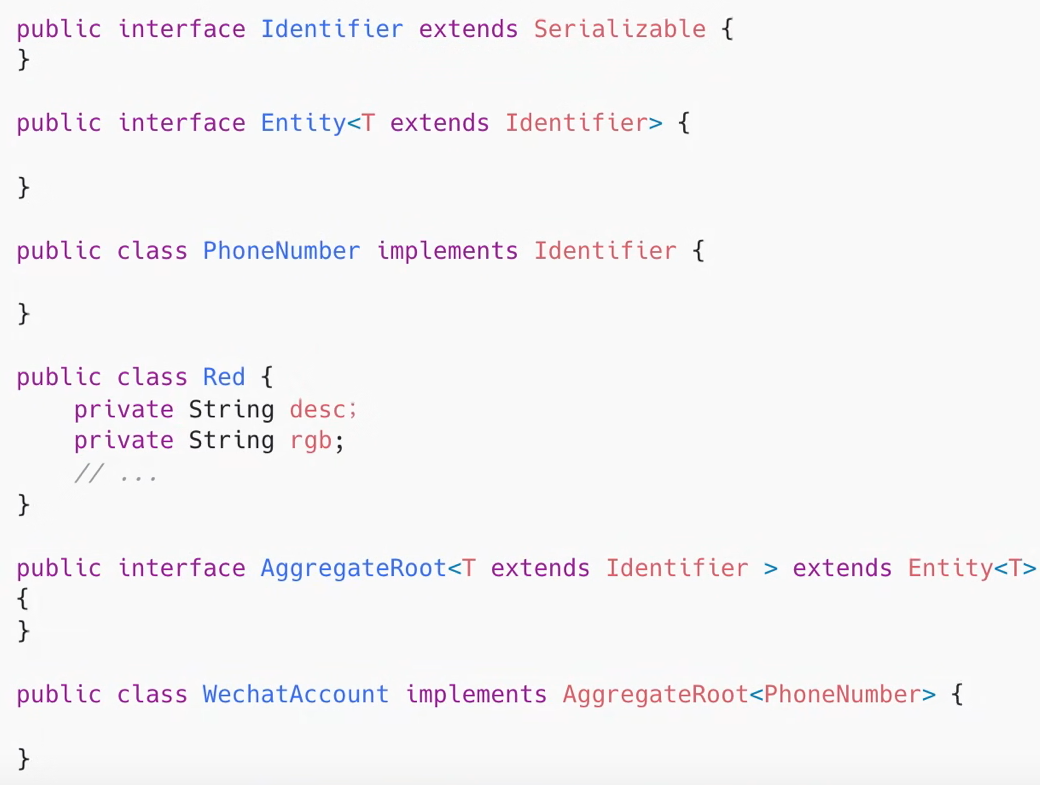 public interface Identifier extends Serializable {
}
public interface Entity<T extends Identifier> {
}
public class PhoneNumber implements Identifier {
}
public class Red {
    private String desc;
    private String rgb;
    // ...
}
public interface AggregateRoot<T extends Identifier > extends Entity<T>
{
}
public class WechatAccount implements AggregateRoot<PhoneNumber> {
}